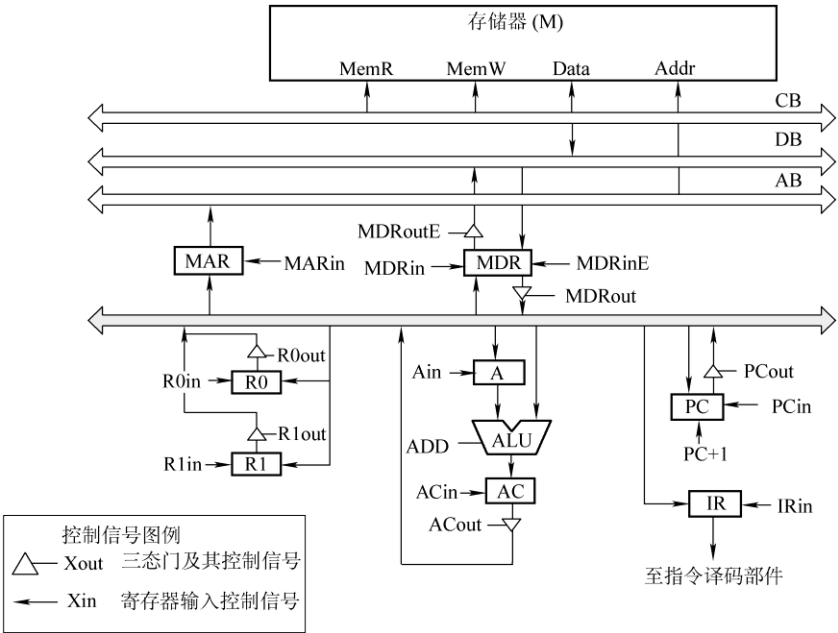 存储器 (M)
MemR MemW Data Addr
CB
DB
AB
MDRoutE
MAR MARin MDRin MDR MDRinE
MDRout
R0out
R0in R0
R1out
R1in R1
Ain A
ADD ALU
ACin AC
ACout
PCout
PC PCin
PC+1
IR IRin
至指令译码部件
控制信号图例
Xout 三态门及其控制信号
Xin 寄存器输入控制信号